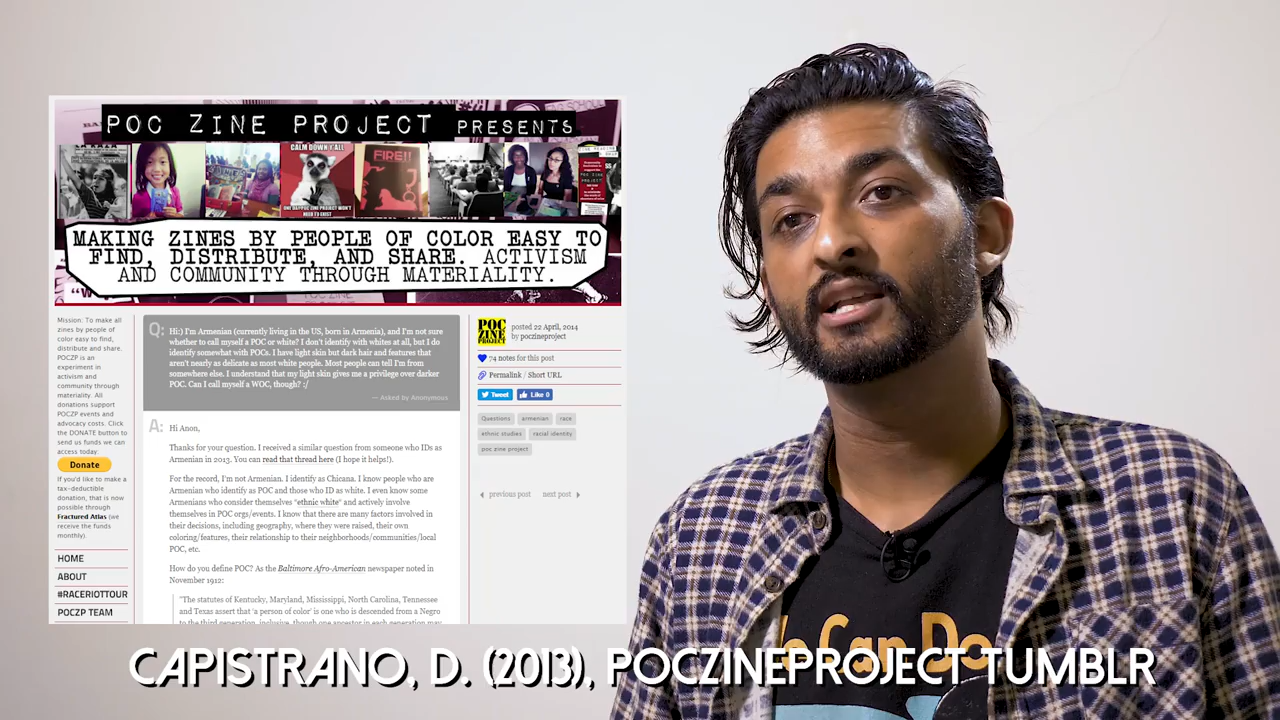 POC ZINE PROJECT PRESENTS
CALM DOWN Y'ALL
FIRE!!
MAKING ZINES BY PEOPLE OF COLOR EASY TO
FIND, DISTRIBUTE, AND SHARE. ACTIVISM
AND COMMUNITY THROUGH MATERIALITY.
Mission: To make all
zines by people of
color easy to find,
distribute and share.
POCZP is an
experiment in
activism and
community through
materiality. All
donations support
POCZP events and
advocacy costs. Click
the DONATE button to
send us funds we can
access today.
Donate
If you'd like to make a
tax-deductible
donation, that is now
possible through
Fractured Atlas (we
receive the funds
monthly).
HOME
ABOUT
#RACERIOTTOUR
POCZP TEAM
Q: Hi:) I'm Armenian (currently living in the US, born in Armenia), and I'm not sure
whether to call myself a POC or white? I don't identify with whites at all, but I do
identify somewhat with POCs. I have light skin but dark hair and features that
aren't nearly as delicate as most white people. Most people can tell I'm from
somewhere else. I understand that my light skin gives me a privilege over darker
POC. Can I call myself a WOC, though? :/
— Asked by Anonymous
A: Hi Anon,
Thanks for your question. I received a similar question from someone who IDs as
Armenian in 2013. You can read that thread here (I hope it helps!).
For the record, I'm not Armenian. I identify as Chicana. I know people who are
Armenian who identify as POC and those who ID as white. I even know some
Armenians who consider themselves "ethnic white" and actively involve
themselves in POC orgs/events. I know that there are many factors involved in
their decisions, including geography, where they were raised, their own
coloring/features, their relationship to their neighborhoods/communities/local
POC, etc.
How do you define POC? As the Baltimore Afro-American newspaper noted in
November 1912:
"The statutes of Kentucky, Maryland, Mississippi, North Carolina, Tennessee
and Texas assert that 'a person of color' is one who is descended from a Negro
to the third generation, inclusive, though one ancestor in each generation may
POC
ZINE
PROJECT
posted 22 April, 2014
by poczineproject
74 notes for this post
Permalink / Short URL
Tweet
Like 0
Questions armenian race
ethnic studies racial identity
poc zine project
previous post next post
Can Do
CAPISTRANO, D. (2013), POCZINEPROJECT TUMBLR